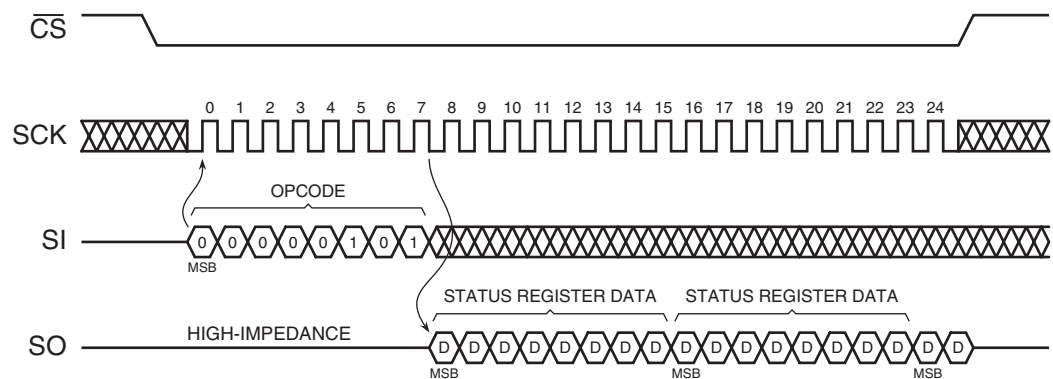 CS
0 1 2 3 4 5 6 7 8 9 10 11 12 13 14 15 16 17 18 19 20 21 22 23 24
SCK
OPCODE
SI 0 0 0 0 0 1 0 1
MSB
STATUS REGISTER DATA STATUS REGISTER DATA
HIGH-IMPEDANCE
SO D D D D D D D D D D D D D D D D D D
MSB MSB MSB